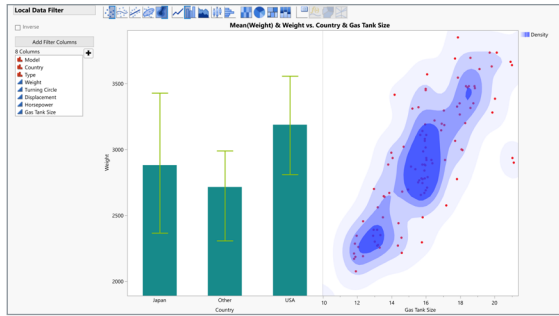 Local Data Filter
Inverse
Add Filter Columns
8 Columns
Model
Country
Type
Weight
Turning Circle
Displacement
Horsepower
Gas Tank Size
Mean(Weight) & Weight vs. Country & Gas Tank Size
Density
Weight
3500
3000
2500
2000
Japan Other USA
10 12 14 16 18 20
Country Gas Tank Size